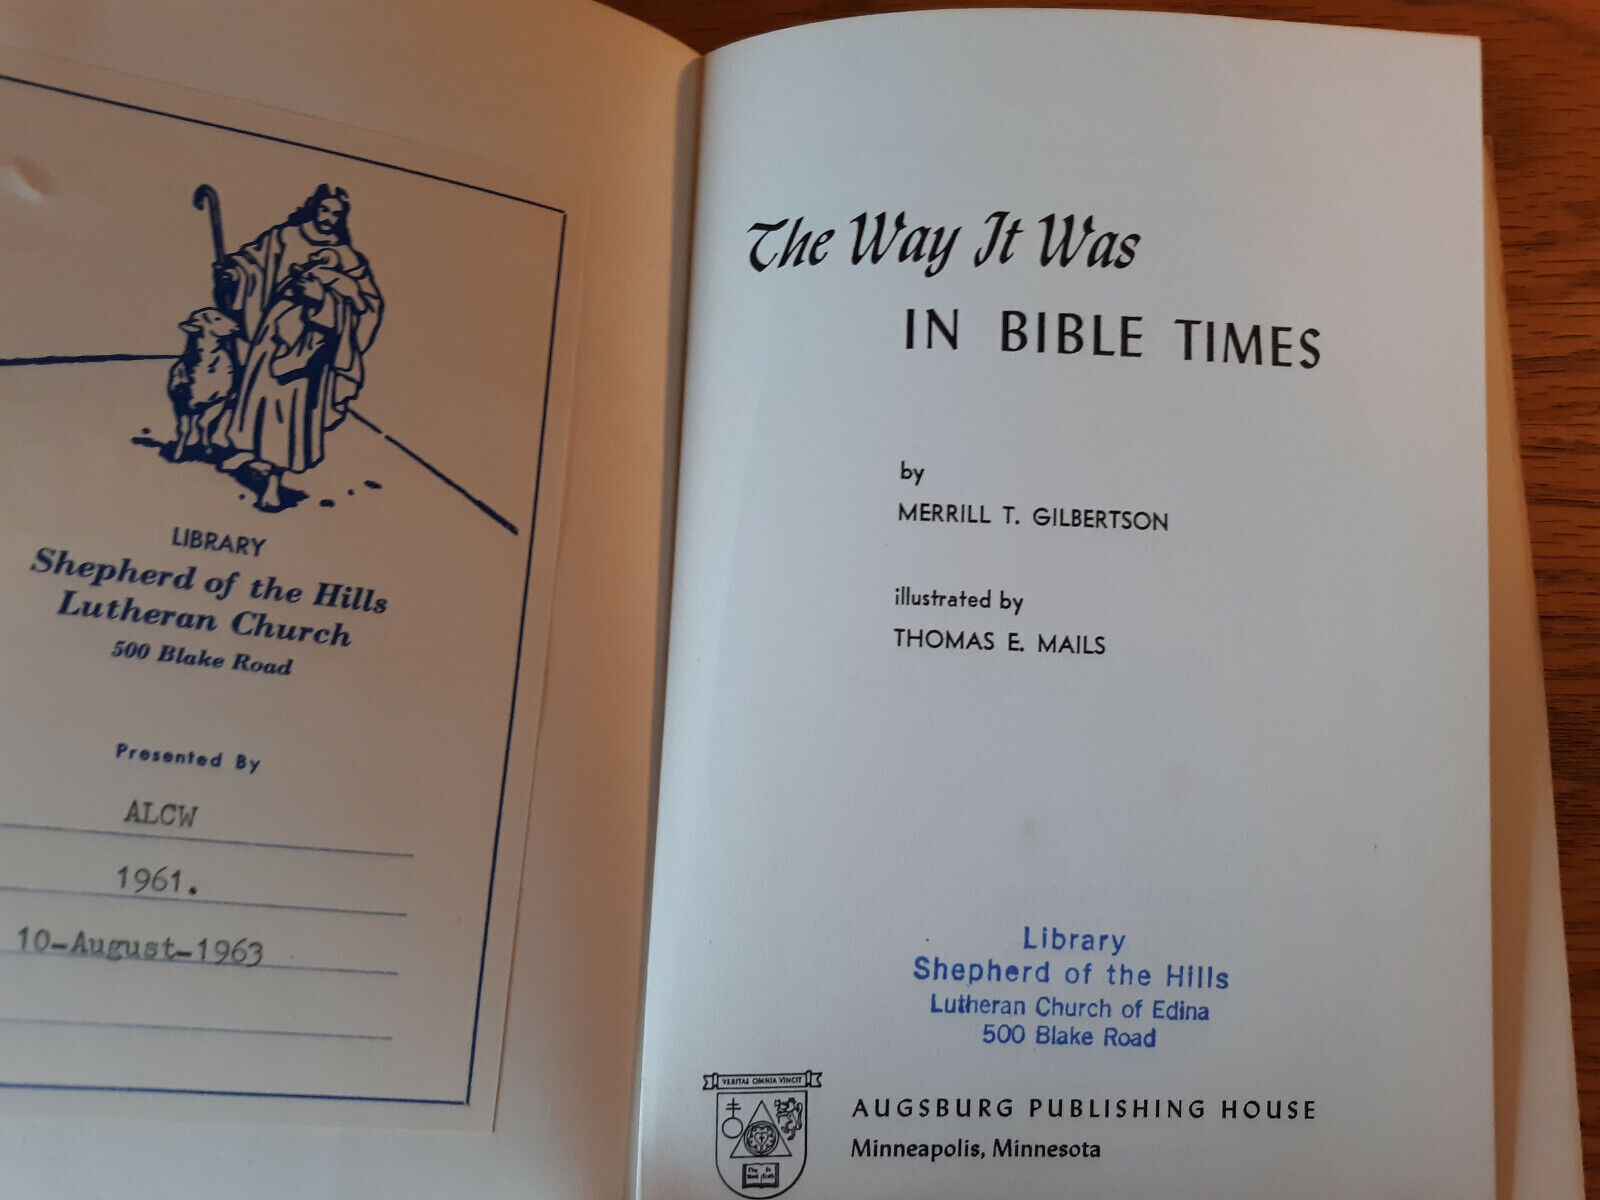 LIBRARY
Shepherd of the Hills
Lutheran Church
500 Blake Road
Presented By
ALCW
1961.
10-August-1963
The Way It Was
IN BIBLE TIMES
by
MERRILL T. GILBERTSON
illustrated by
THOMAS E. MAILS
Library
Shepherd of the Hills
Lutheran Church of Edina
500 Blake Road
VERITAS OMNIA VINCIT
AUGSBURG PUBLISHING HOUSE
Minneapolis, Minnesota